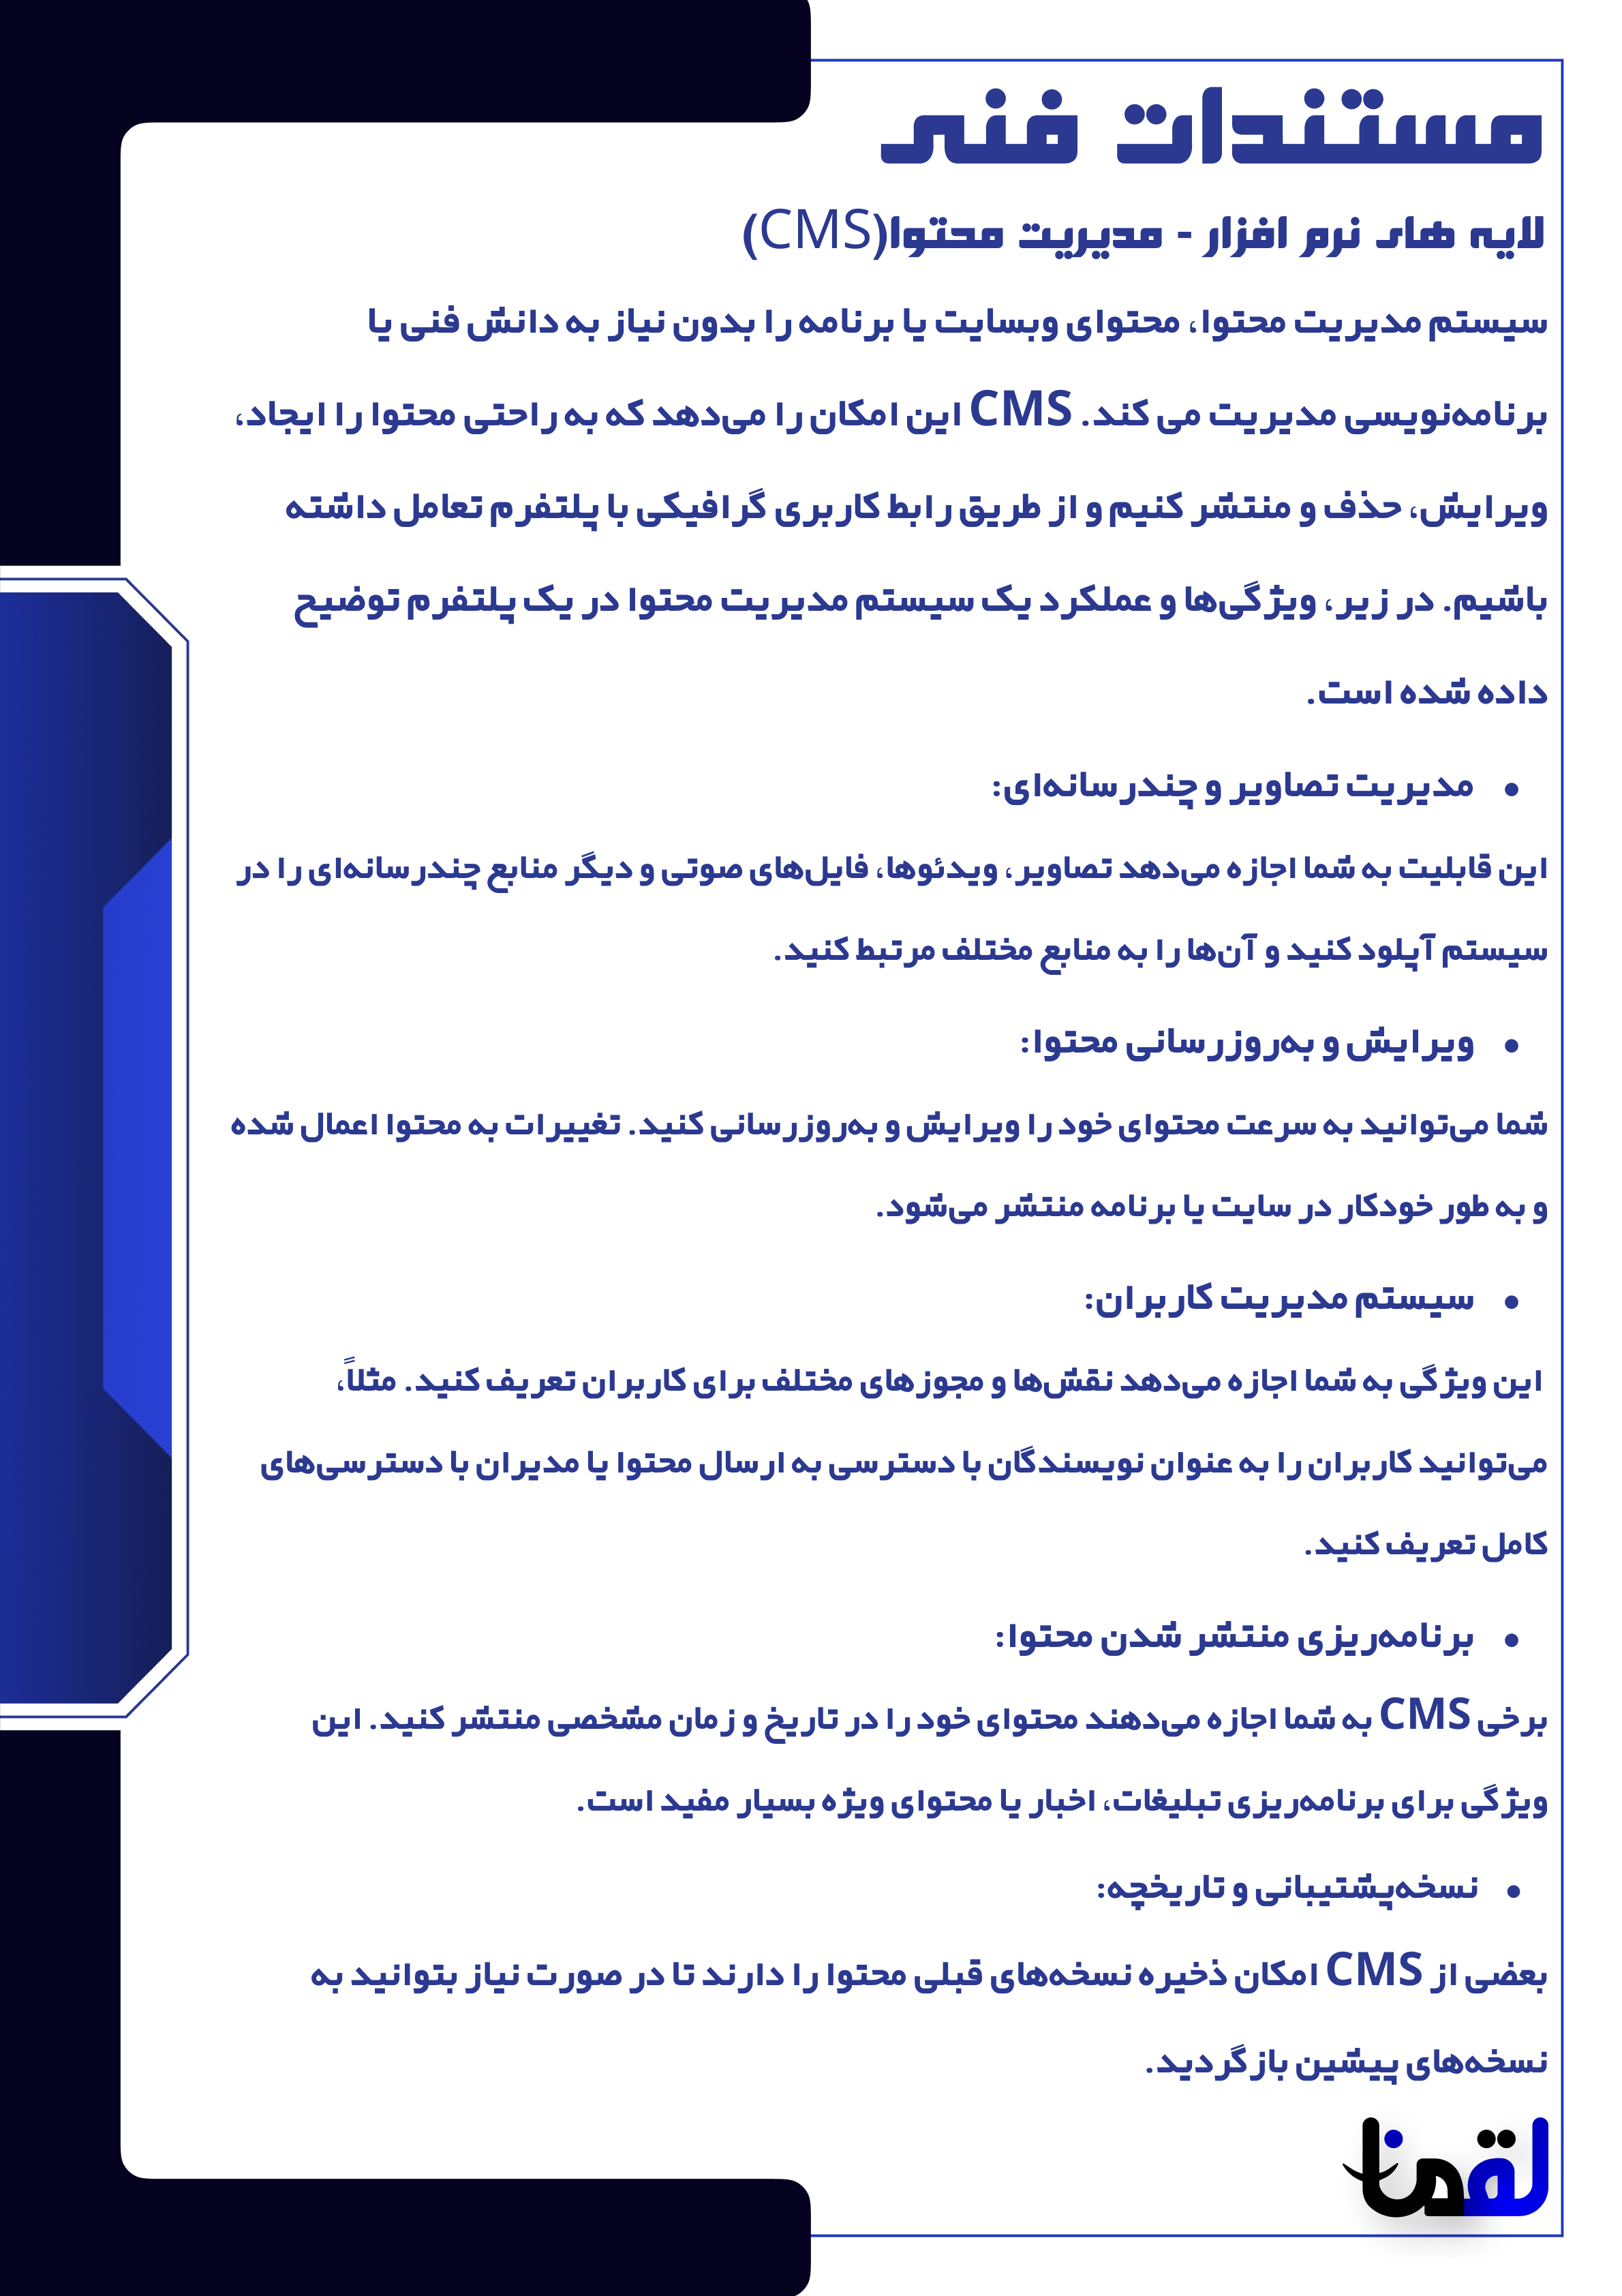 مستندات فنی
لایه های نرم افزار - مدیریت محتوا(CMS)
سیستم مدیریت محتوا، محتوای وبسایت یا برنامه را بدون نیاز به دانش فنی یا
برنامه‌نویسی مدیریت می کند. CMS این امکان را می‌دهد که به راحتی محتوا را ایجاد،
ویرایش، حذف و منتشر کنیم و از طریق رابط کاربری گرافیکی با پلتفرم تعامل داشته
باشیم. در زیر، ویژگی‌ها و عملکرد یک سیستم مدیریت محتوا در یک پلتفرم توضیح
داده شده است.
• مدیریت تصاویر و چندرسانه‌ای:
این قابلیت به شما اجازه می‌دهد تصاویر، ویدئوها، فایل‌های صوتی و دیگر منابع چندرسانه‌ای را در
سیستم آپلود کنید و آن‌ها را به منابع مختلف مرتبط کنید.
• ویرایش و به‌روزرسانی محتوا:
شما می‌توانید به سرعت محتوای خود را ویرایش و به‌روزرسانی کنید. تغییرات به محتوا اعمال شده
و به طور خودکار در سایت یا برنامه منتشر می‌شود.
• سیستم مدیریت کاربران:
این ویژگی به شما اجازه می‌دهد نقش‌ها و مجوزهای مختلف برای کاربران تعریف کنید. مثلاً،
می‌توانید کاربران را به عنوان نویسندگان با دسترسی به ارسال محتوا یا مدیران با دسترسی‌های
کامل تعریف کنید.
• برنامه‌ریزی منتشر شدن محتوا:
برخی CMS به شما اجازه می‌دهند محتوای خود را در تاریخ و زمان مشخصی منتشر کنید. این
ویژگی برای برنامه‌ریزی تبلیغات، اخبار یا محتوای ویژه بسیار مفید است.
• نسخه‌پشتیبانی و تاریخچه:
بعضی از CMS امکان ذخیره نسخه‌های قبلی محتوا را دارند تا در صورت نیاز بتوانید به
نسخه‌های پیشین بازگردید.